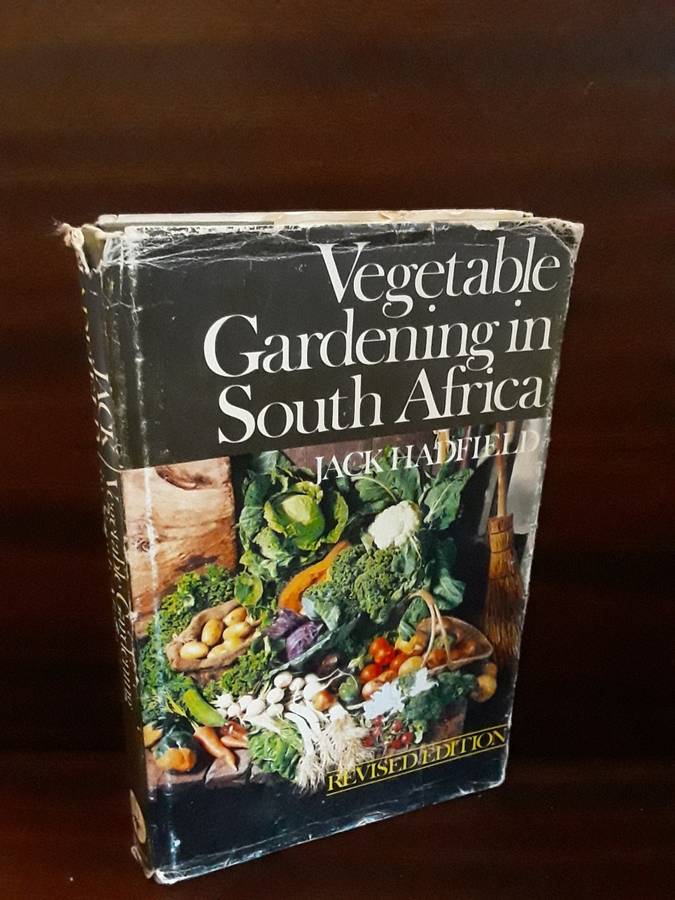 Vegetable
Gardening in
South Africa
JACK HADFIELD
REVISED EDITION
JACK
Vegetable Gardening